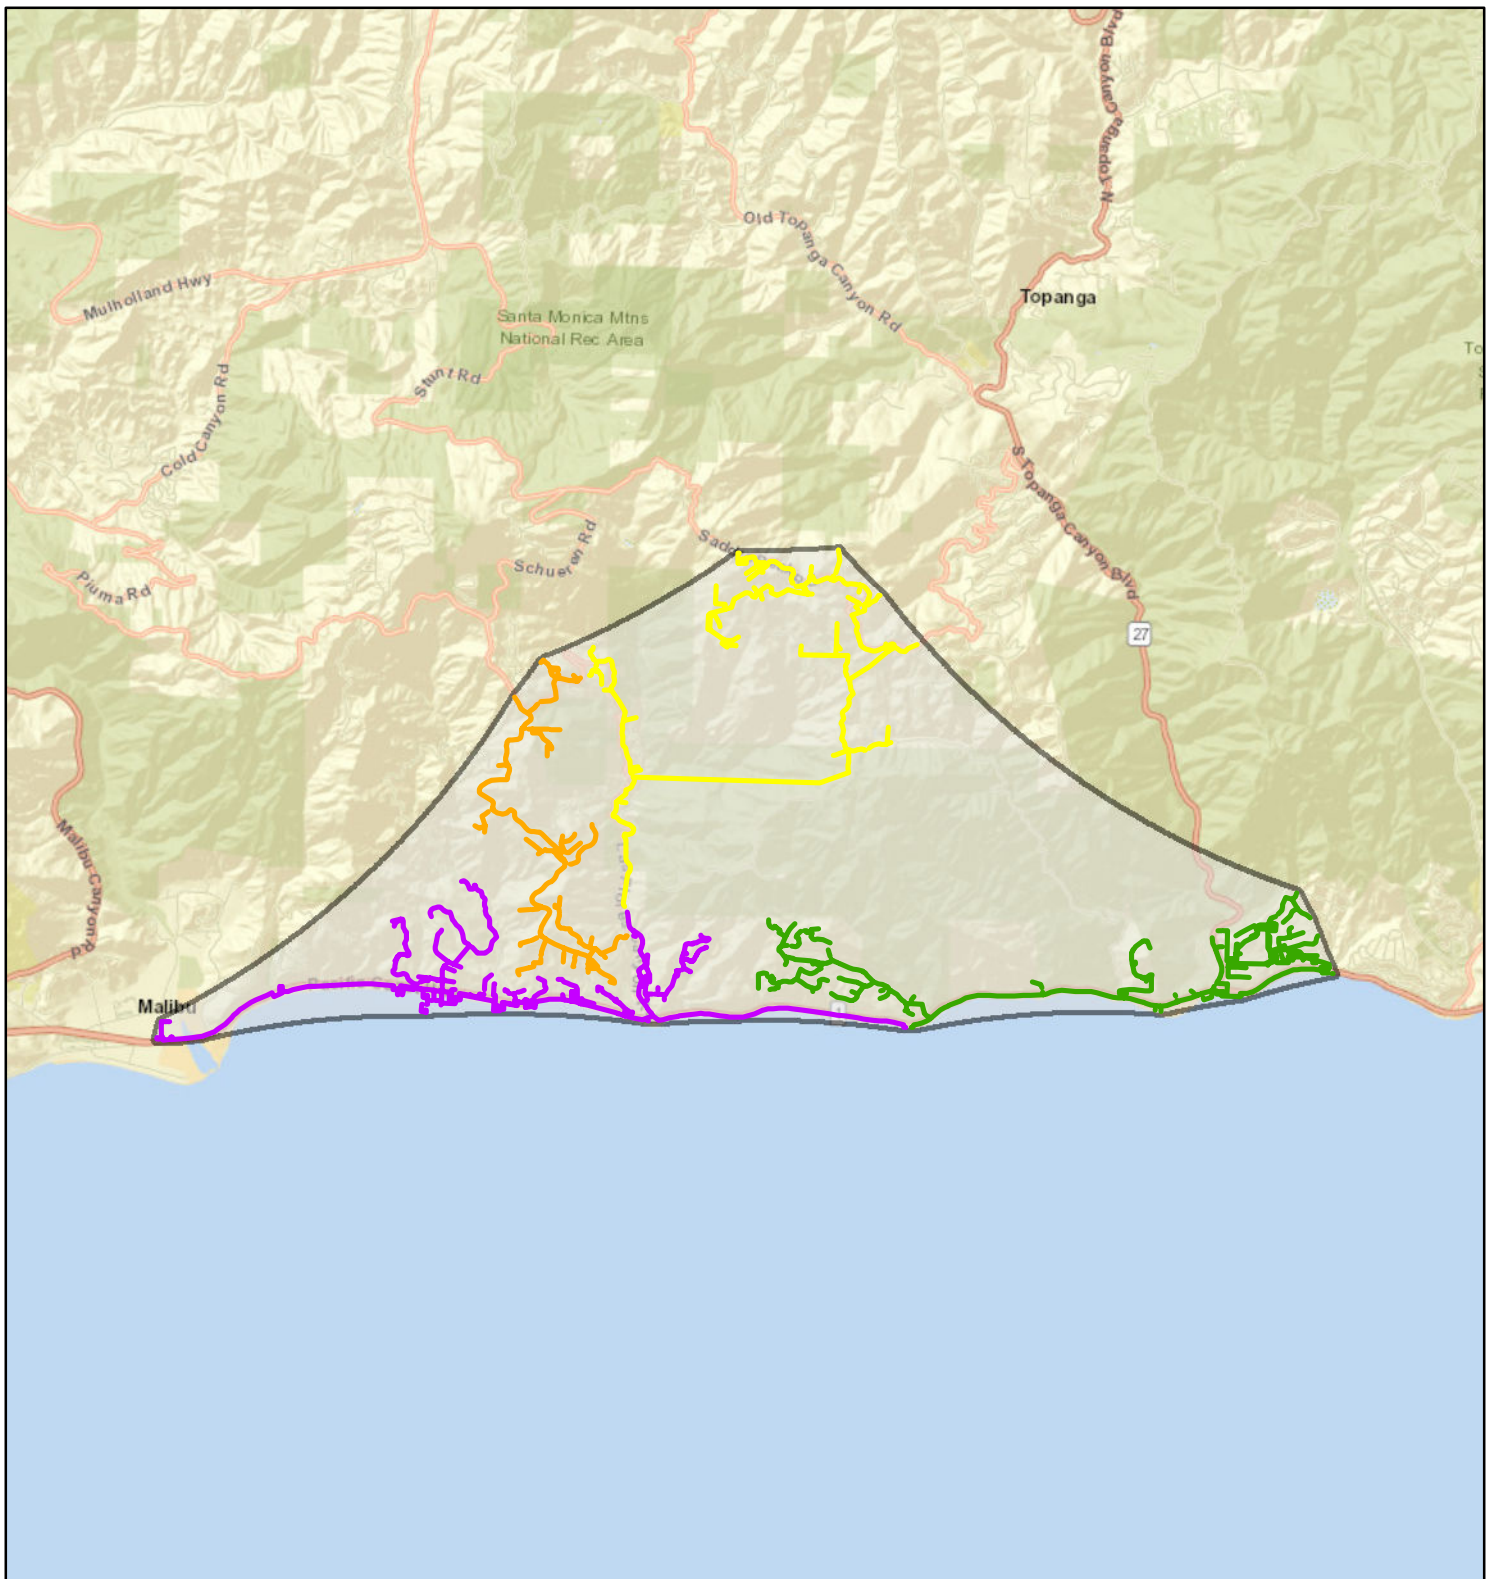 N Topanga Canyon Blvd
Old Topanga Canyon Rd
Mulholland Hwy
Topanga
Santa Monica Mtns
National Rec Area
To
Stunt Rd
Cold Canyon Rd
S Topanga Canyon Blvd
Schueren Rd
Piuma Rd
27
Malibu Canyon Rd
Malibu